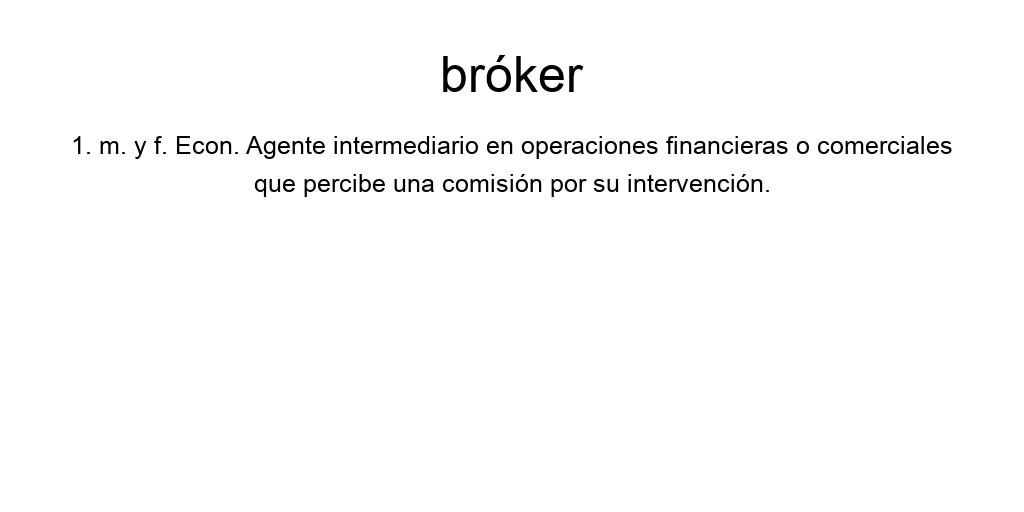 bróker
1. m. y f. Econ. Agente intermediario en operaciones financieras o comerciales
que percibe una comisión por su intervención.